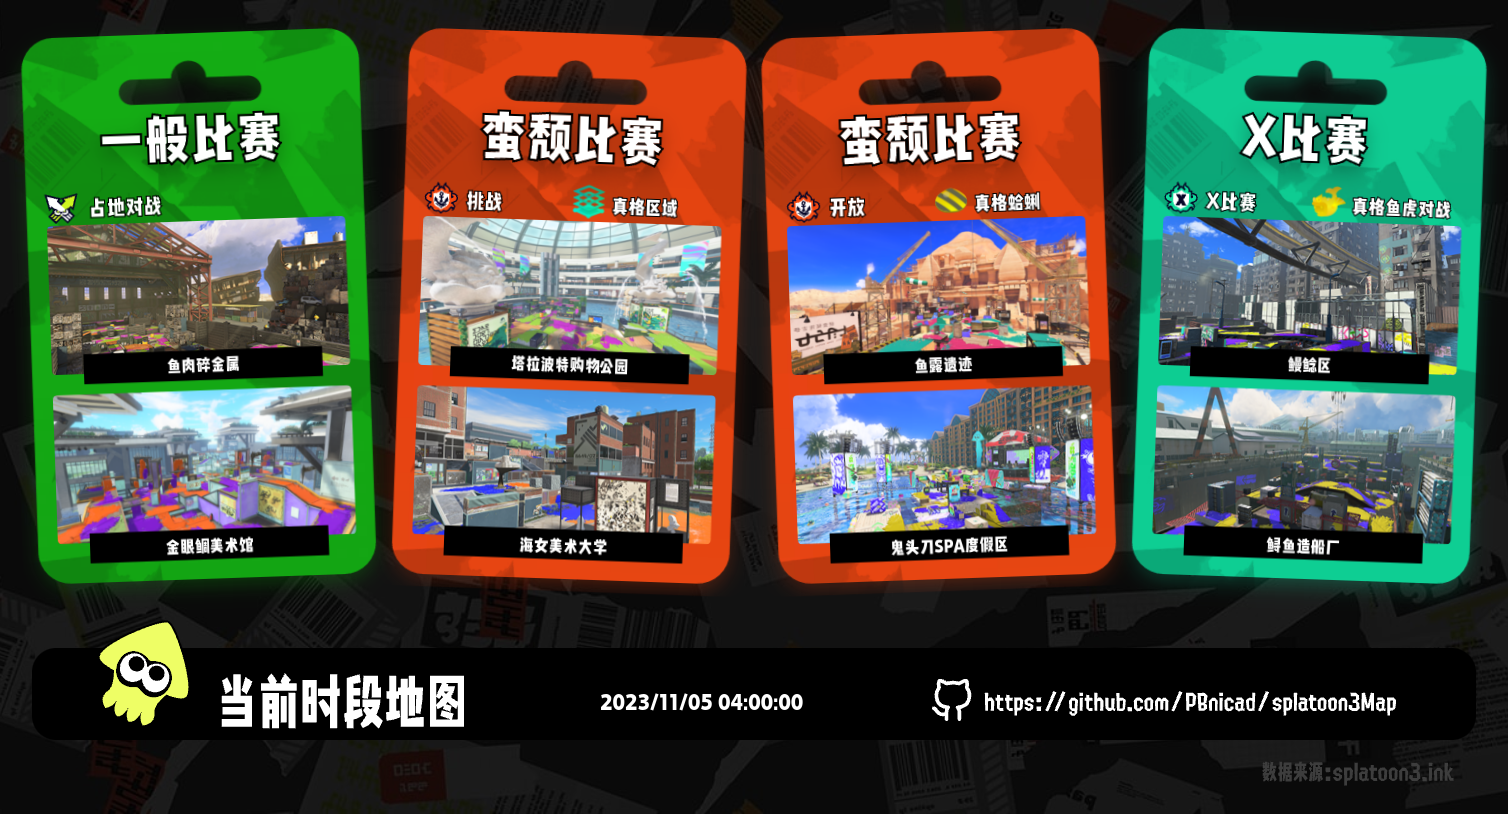 一般比赛
占地对战
鱼肉碎金属
金眼鲷美术馆
蛮颓比赛
挑战
真格区域
塔拉波特购物公园
海女美术大学
蛮颓比赛
开放
真格蛤蜊
鱼露遗迹
鬼头刀SPA度假区
X比赛
X比赛
真格鱼虎对战
鳗鲶区
鲟鱼造船厂
当前时段地图
2023/11/05 04:00:00
https://github.com/PBnicad/splatoon3Map
数据来源:splatoon3.ink